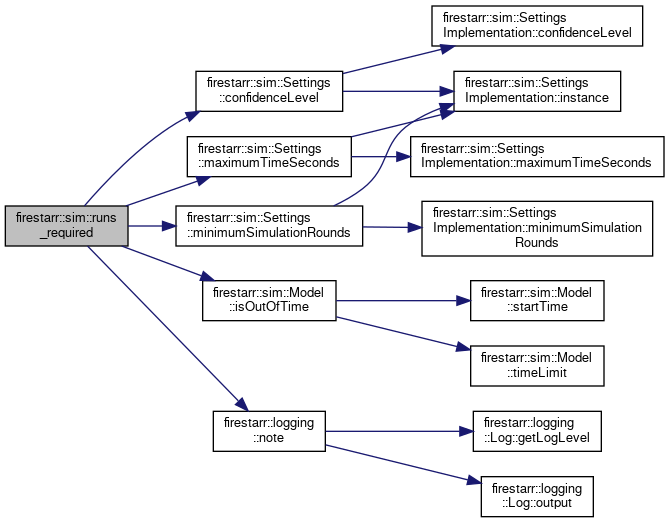 firestarr::sim::runs
_required
firestarr::sim::Settings
::confidenceLevel
firestarr::sim::Settings
Implementation::confidenceLevel
firestarr::sim::Settings
Implementation::instance
firestarr::sim::Settings
::maximumTimeSeconds
firestarr::sim::Settings
Implementation::maximumTimeSeconds
firestarr::sim::Settings
::minimumSimulationRounds
firestarr::sim::Settings
Implementation::minimumSimulation
Rounds
firestarr::sim::Model
::isOutOfTime
firestarr::sim::Model
::startTime
firestarr::sim::Model
::timeLimit
firestarr::logging
::note
firestarr::logging
::Log::getLogLevel
firestarr::logging
::Log::output